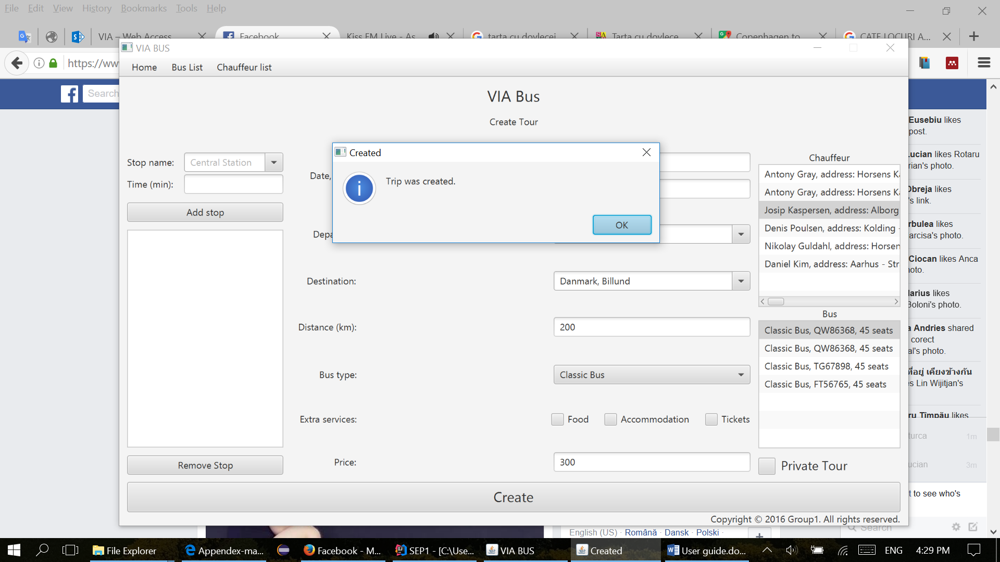 File Edit View History Bookmarks Tools Help
VIA – Web Access
Facebook
Kiss FM Live - As
tarta cu dovlecei
Tarta cu dovlece
Copenhagen to
CATE LOCURI A...
VIA BUS
https://ww
Home Bus List Chauffeur list
Search
VIA Bus
Create Tour
Stop name:
Central Station
Time (min):
Add stop
Remove Stop
Date,
Created
Trip was created.
OK
Depa
Destination:
Danmark, Billund
Distance (km):
200
Bus type:
Classic Bus
Extra services:
Food
Accommodation
Tickets
Price:
300
Chauffeur
Antony Gray, address: Horsens Ka
Antony Gray, address: Horsens Ka
Josip Kaspersen, address: Alborg
Denis Poulsen, address: Kolding -
Nikolay Guldahl, address: Horsen
Daniel Kim, address: Aarhus - Str
Bus
Classic Bus, QW86368, 45 seats
Classic Bus, QW86368, 45 seats
Classic Bus, TG67898, 45 seats
Classic Bus, FT56765, 45 seats
Private Tour
Create
Copyright © 2016 Group1. All rights reserved.
Eusebiu likes
post.
Lucian likes Rotaru
rian's photo.
Obreja likes
's link.
rbulea likes
arcisa's photo.
Ciocan likes Anca
hoto.
Marius likes
Boloni's photo.
a Andries shared
corect
al's photo.
ที่อยู่ เคียงข้างกัน
es Lin Wijitjan's
ru Tîmpău likes
turca 1m
ucian 3m
t to see who's
Search
English (US) · Română · Dansk · Polski ·
File Explorer
Appendex-ma...
Facebook - M...
SEP1 - [C:\Use...
VIA BUS
Created
User guide.do...
ENG
4:29 PM